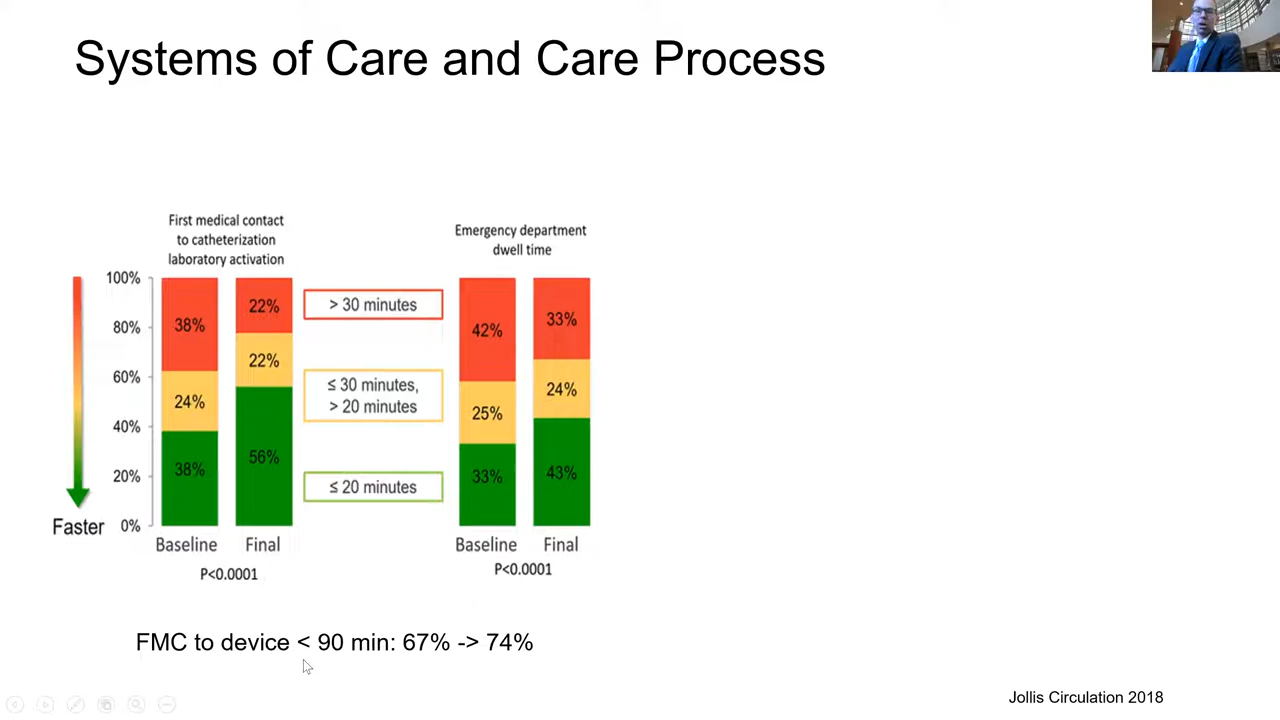 Systems of Care and Care Process
First medical contact
to catheterization
laboratory activation
Emergency department
dwell time
100%
80%
60%
40%
20%
0%
Faster
38%
24%
38%
22%
22%
56%
> 30 minutes
≤ 30 minutes,
> 20 minutes
≤ 20 minutes
42%
25%
33%
33%
24%
43%
Baseline
Final
P<0.0001
Baseline
Final
P<0.0001
FMC to device < 90 min: 67% -> 74%
Jollis Circulation 2018